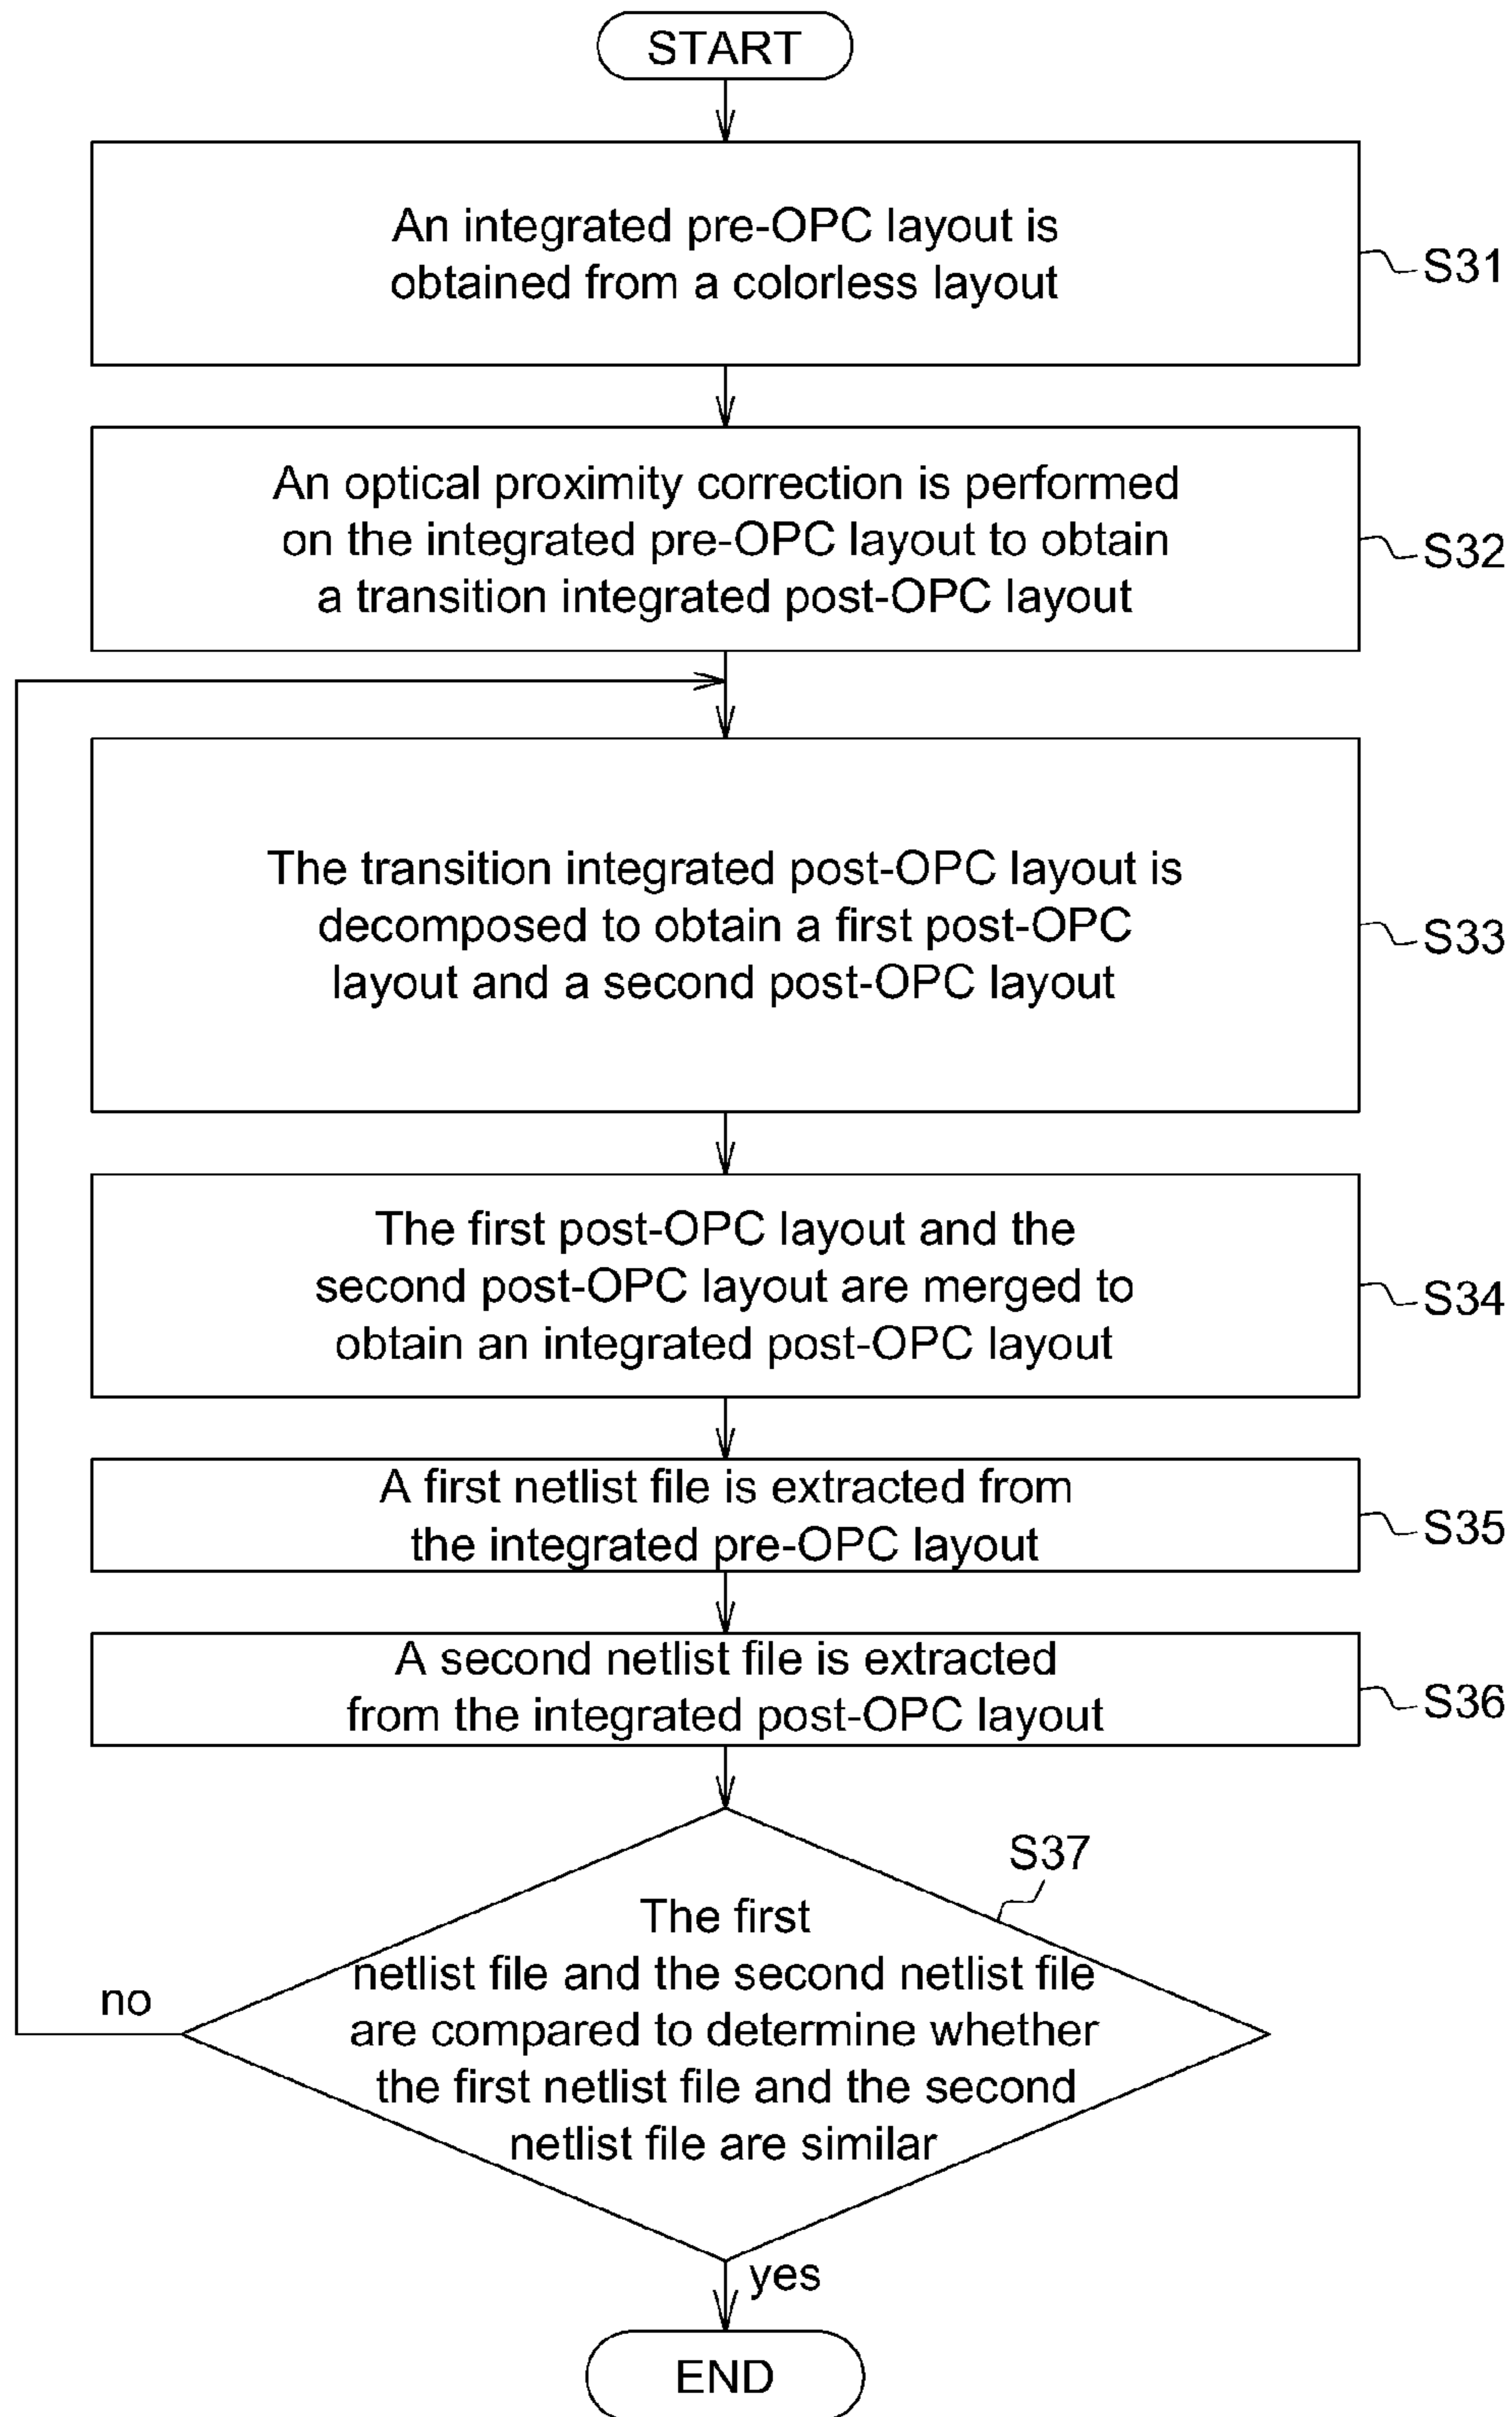 START
An integrated pre-OPC layout is
obtained from a colorless layout
S31
An optical proximity correction is performed
on the integrated pre-OPC layout to obtain
a transition integrated post-OPC layout
S32
The transition integrated post-OPC layout is
decomposed to obtain a first post-OPC
layout and a second post-OPC layout
S33
The first post-OPC layout and the
second post-OPC layout are merged to
obtain an integrated post-OPC layout
S34
A first netlist file is extracted from
the integrated pre-OPC layout
S35
A second netlist file is extracted
from the integrated post-OPC layout
S36
S37
The first
netlist file and the second netlist file
are compared to determine whether
the first netlist file and the second
netlist file are similar
no
yes
END